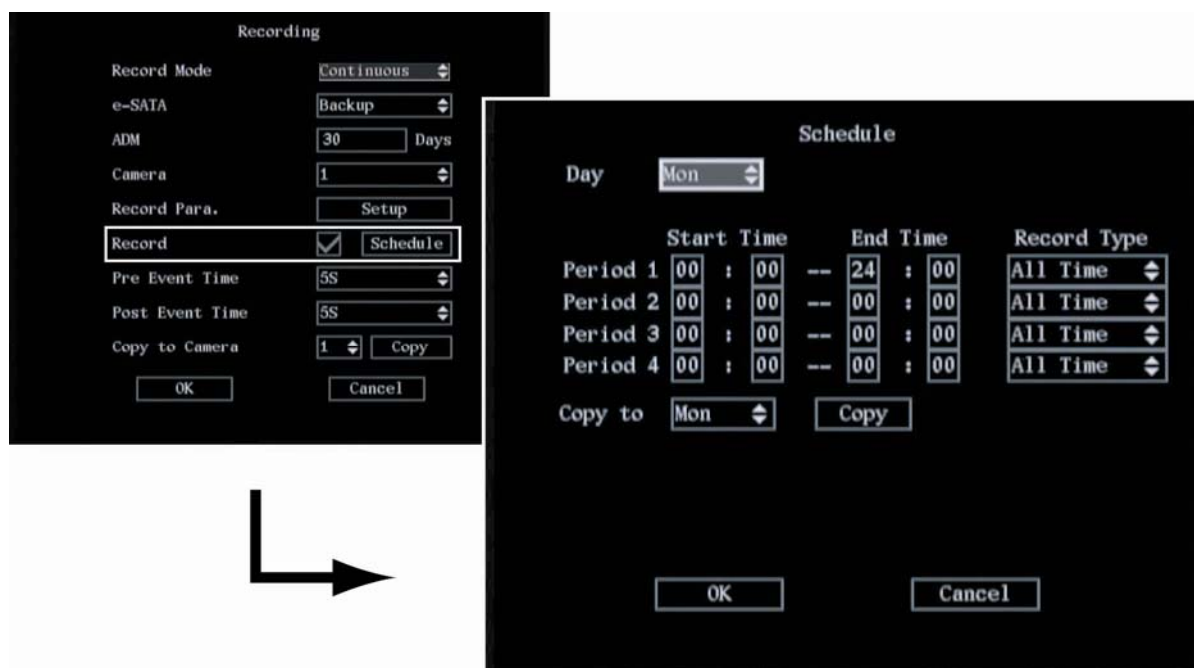 Recording
Record Mode Continuous
e-SATA Backup
ADM 30 Days
Camera 1
Record Para. Setup
Record Schedule
Pre Event Time 5S
Post Event Time 5S
Copy to Camera 1 Copy
OK Cancel
Schedule
Day Mon
Start Time End Time Record Type
Period 1 00 : 00 -- 24 : 00 All Time
Period 2 00 : 00 -- 00 : 00 All Time
Period 3 00 : 00 -- 00 : 00 All Time
Period 4 00 : 00 -- 00 : 00 All Time
Copy to Mon Copy
OK Cancel